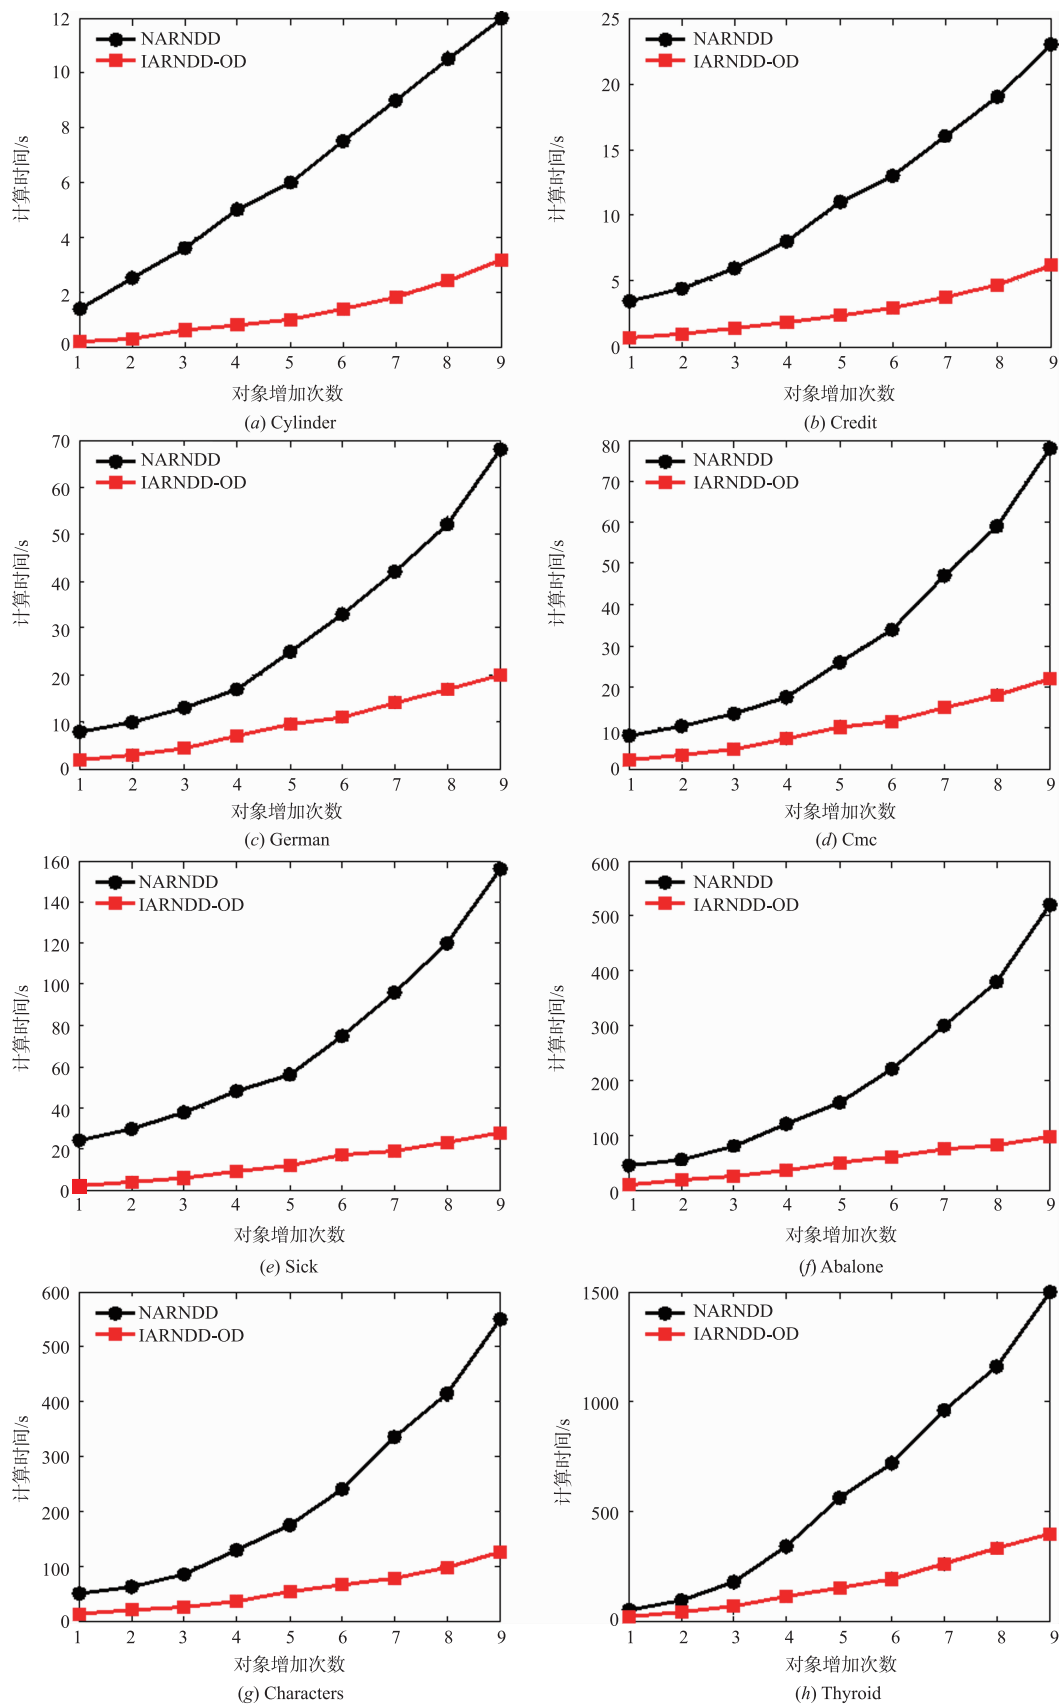 12
10
8
6
4
2
0
计算时间/s
NARNDD
IARNDD-OD
1 2 3 4 5 6 7 8 9
对象增加次数
(a) Cylinder
25
20
15
10
5
0
计算时间/s
NARNDD
IARNDD-OD
1 2 3 4 5 6 7 8 9
对象增加次数
(b) Credit
70
60
50
40
30
20
10
0
计算时间/s
NARNDD
IARNDD-OD
1 2 3 4 5 6 7 8 9
对象增加次数
(c) German
80
70
60
50
40
30
20
10
0
计算时间/s
NARNDD
IARNDD-OD
1 2 3 4 5 6 7 8 9
对象增加次数
(d) Cmc
160
140
120
100
80
60
40
20
0
计算时间/s
NARNDD
IARNDD-OD
1 2 3 4 5 6 7 8 9
对象增加次数
(e) Sick
600
500
400
300
200
100
0
计算时间/s
NARNDD
IARNDD-OD
1 2 3 4 5 6 7 8 9
对象增加次数
(f) Abalone
600
500
400
300
200
100
0
计算时间/s
NARNDD
IARNDD-OD
1 2 3 4 5 6 7 8 9
对象增加次数
(g) Characters
1500
1000
500
0
计算时间/s
NARNDD
IARNDD-OD
1 2 3 4 5 6 7 8 9
对象增加次数
(h) Thyroid